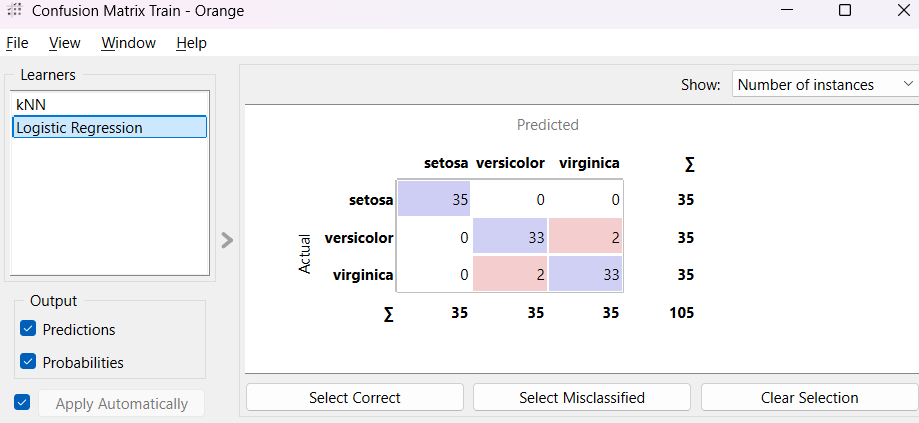 Confusion Matrix Train - Orange
File View Window Help
Learners
kNN
Logistic Regression
Output
Predictions
Probabilities
Apply Automatically
Show: Number of instances
Predicted
setosa versicolor virginica Σ
Actual
setosa 35 0 0 35
versicolor 0 33 2 35
virginica 0 2 33 35
Σ 35 35 35 105
Select Correct Select Misclassified Clear Selection